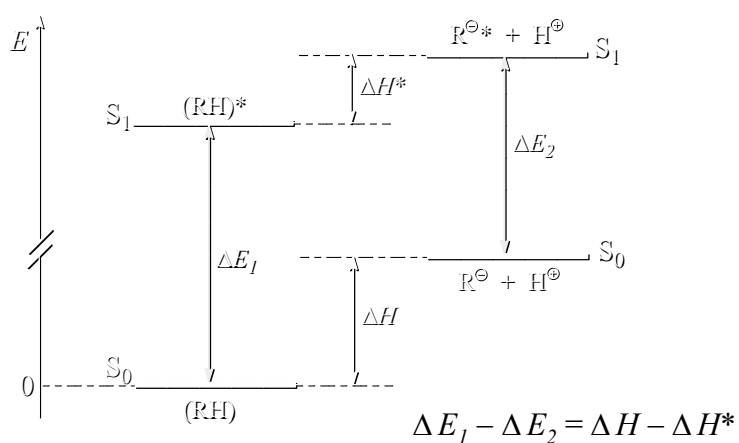 E
R⊖* + H⊕
S₁
ΔH*
(RH)*
S₁
ΔE₂
ΔE₁
S₀
R⊖ + H⊕
ΔH
S₀
0
(RH)
ΔE₁ − ΔE₂ = ΔH − ΔH*